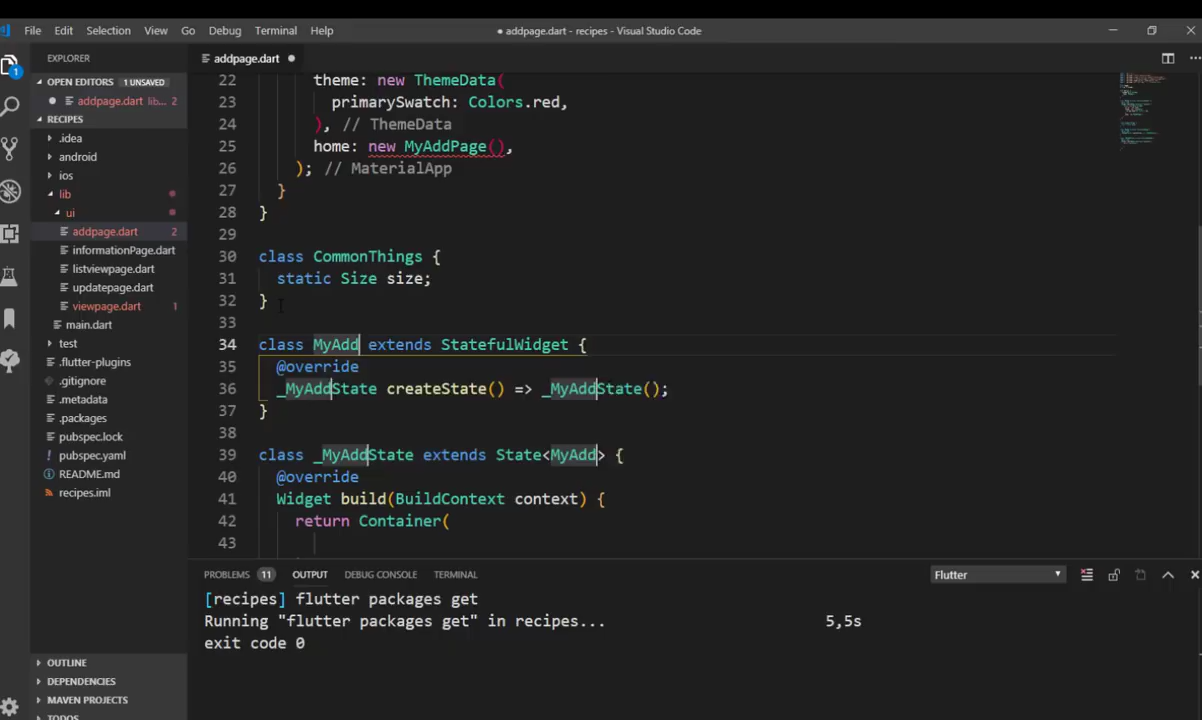 File Edit Selection View Go Debug Terminal Help
● addpage.dart - recipes - Visual Studio Code
EXPLORER
OPEN EDITORS 1 UNSAVED
addpage.dart lib... 2
RECIPES
.idea
android
ios
lib
ui
addpage.dart 2
informationPage.dart
listviewpage.dart
updatepage.dart
viewpage.dart 1
main.dart
test
.flutter-plugins
.gitignore
.metadata
.packages
pubspec.lock
pubspec.yaml
README.md
recipes.iml
OUTLINE
DEPENDENCIES
MAVEN PROJECTS
TODOS
1
addpage.dart ●
22 theme: new ThemeData(
23 primarySwatch: Colors.red,
24 ), // ThemeData
25 home: new MyAddPage(),
26 ); // MaterialApp
27 }
28 }
29
30 class CommonThings {
31 static Size size;
32 }
33
34 class MyAdd extends StatefulWidget {
35 @override
36 _MyAddState createState() => _MyAddState();
37 }
38
39 class _MyAddState extends State<MyAdd> {
40 @override
41 Widget build(BuildContext context) {
42 return Container(
43
PROBLEMS 11 OUTPUT DEBUG CONSOLE TERMINAL Flutter
[recipes] flutter packages get
Running "flutter packages get" in recipes... 5,5s
exit code 0